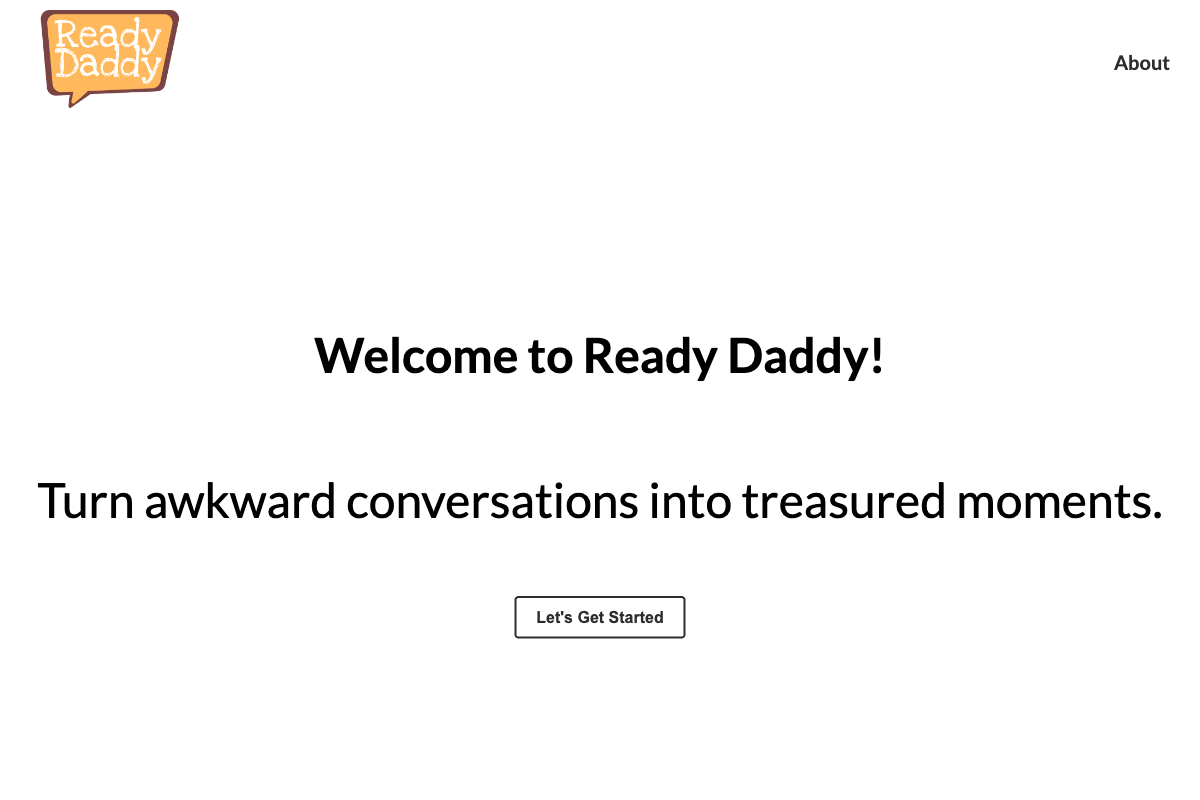 Ready
Daddy
About
Welcome to Ready Daddy!
Turn awkward conversations into treasured moments.
Let's Get Started